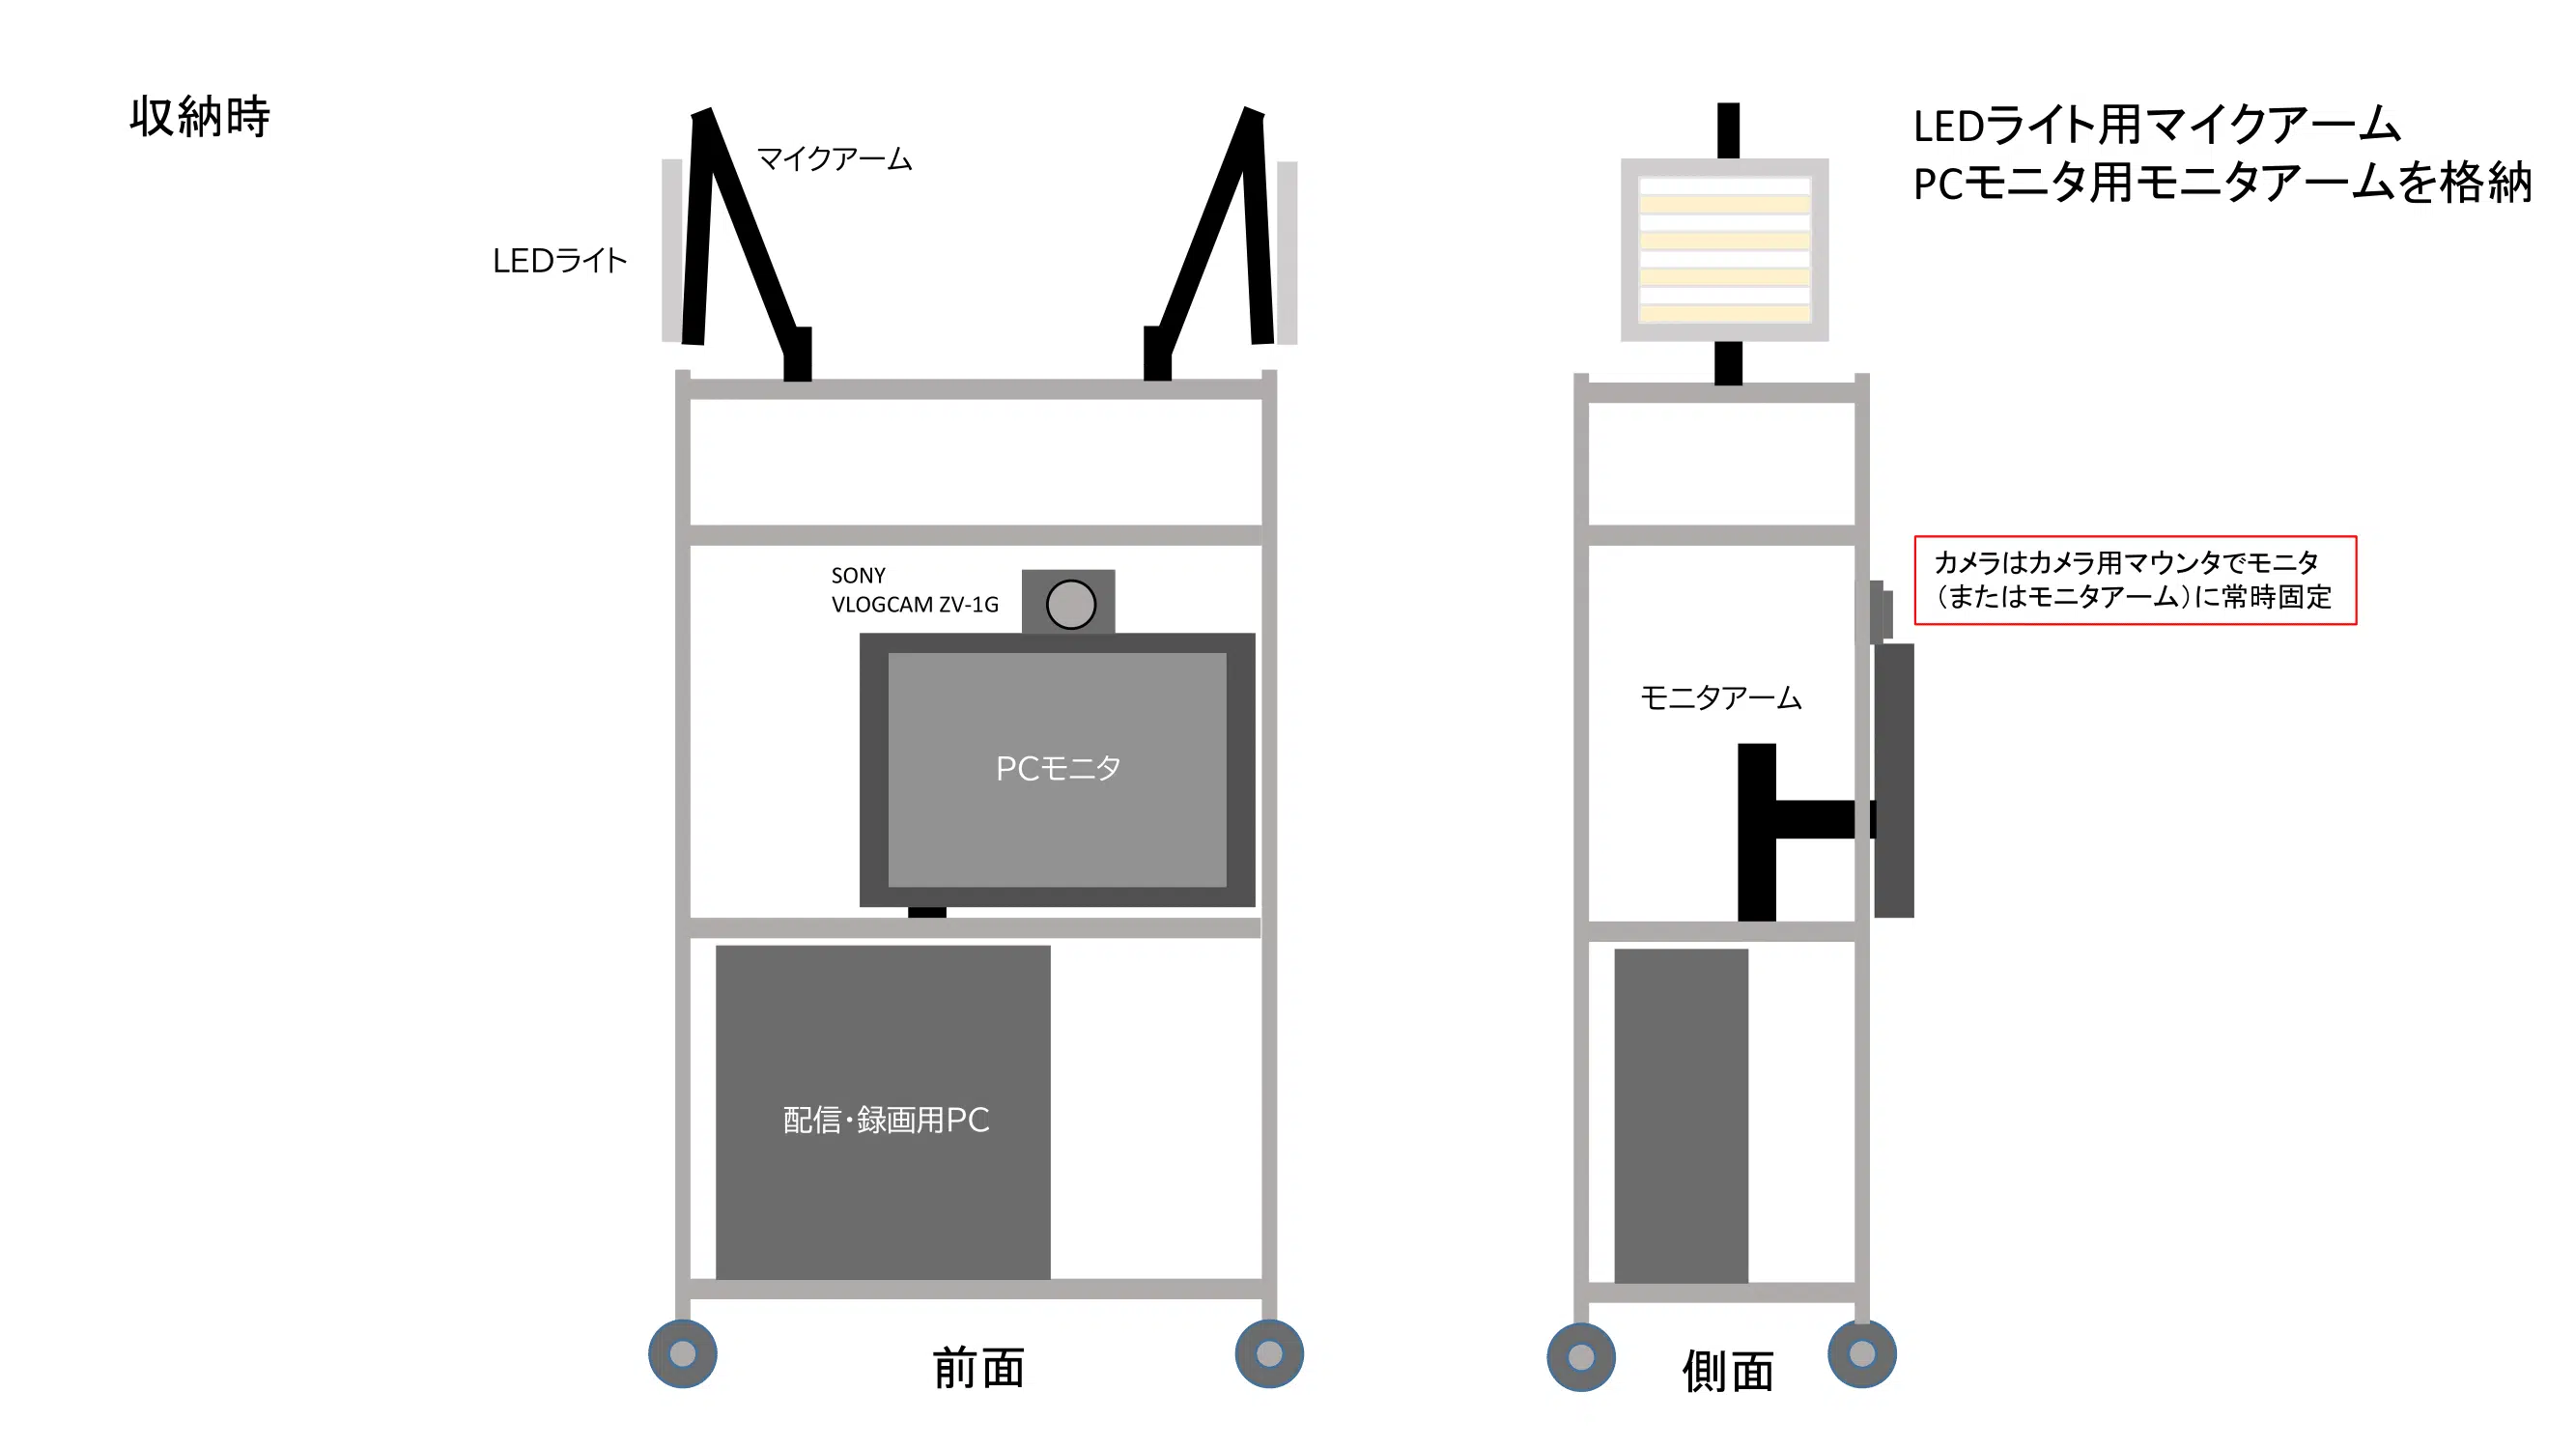 収納時
LEDライト用マイクアーム
PCモニタ用モニタアームを格納
マイクアーム
LEDライト
SONY
VLOGCAM ZV-1G
カメラはカメラ用マウンタでモニタ
（またはモニタアーム）に常時固定
モニタアーム
PCモニタ
配信・録画用PC
前面
側面